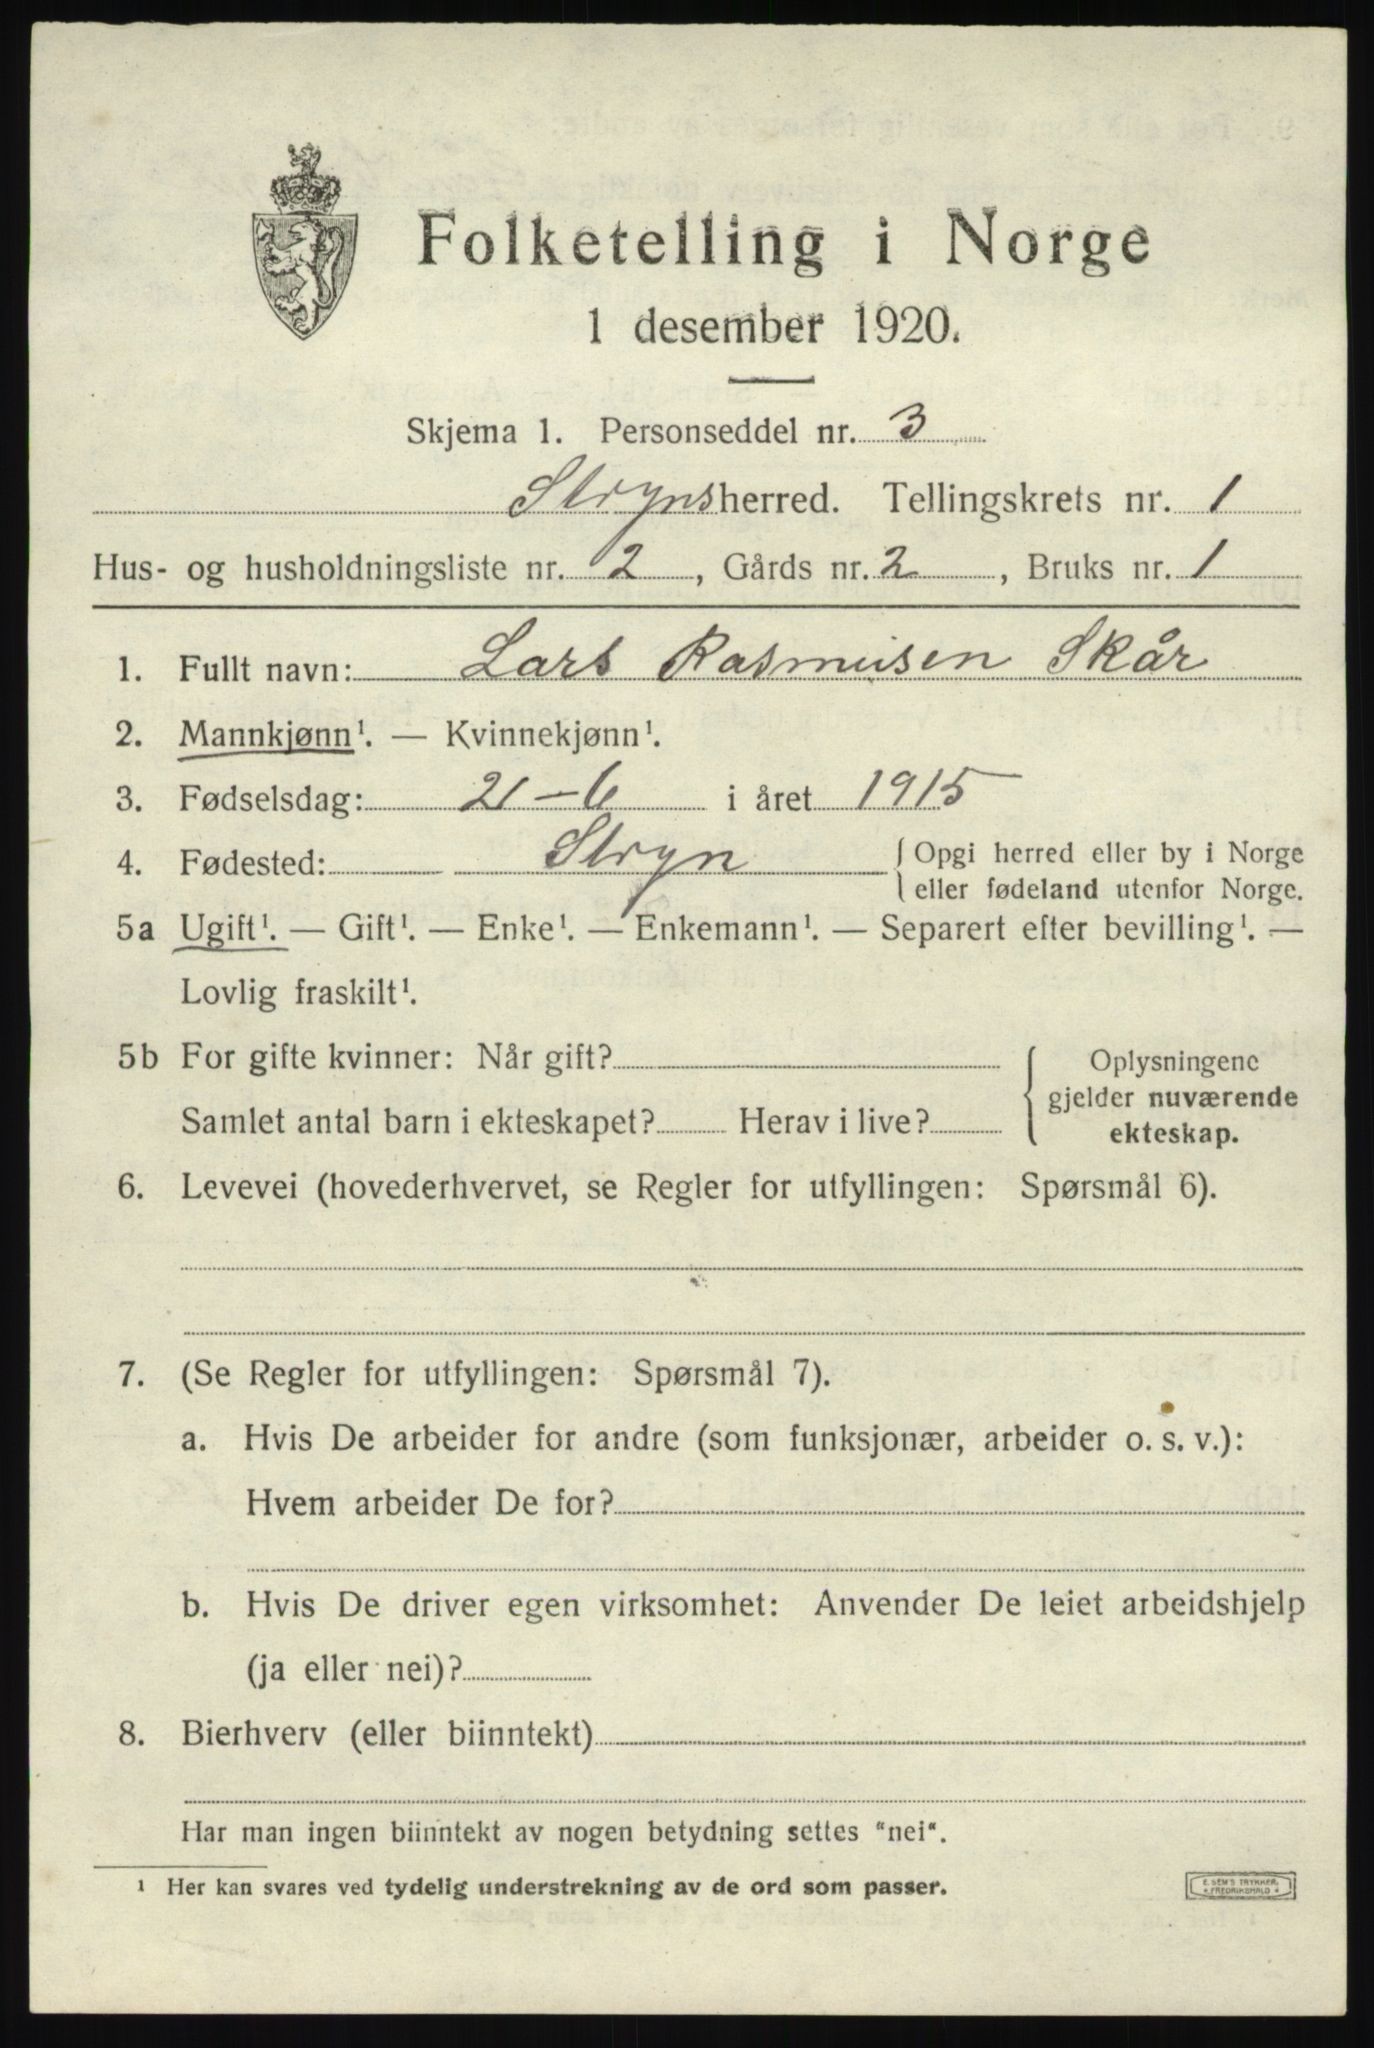 Folketelling i Norge
1 desember 1920.
Skjema 1. Personseddel nr. 3
Stryns herred. Tellingskrets nr. 1
Hus- og husholdningsliste nr. 2, Gårds nr. 2, Bruks nr. 1
1. Fullt navn: Lars Rasmusen Skår
2. Mannkjønn¹. — Kvinnekjønn¹.
3. Fødselsdag: 21-6 i året 1915
4. Fødested: Stryn { Opgi herred eller by i Norge
eller fødeland utenfor Norge.
5a Ugift¹. — Gift¹. — Enke¹. — Enkemann¹. — Separert efter bevilling¹. —
Lovlig fraskilt¹.
5b For gifte kvinner: Når gift?
Samlet antal barn i ekteskapet? Herav i live?
{ Oplysningene
gjelder nuværende
ekteskap.
6. Levevei (hovederhvervet, se Regler for utfyllingen: Spørsmål 6).
7. (Se Regler for utfyllingen: Spørsmål 7).
a. Hvis De arbeider for andre (som funksjonær, arbeider o. s. v.):
Hvem arbeider De for?
b. Hvis De driver egen virksomhet: Anvender De leiet arbeidshjelp
(ja eller nei)?
8. Bierhverv (eller biinntekt)
Har man ingen biinntekt av nogen betydning settes "nei".
¹ Her kan svares ved tydelig understrekning av de ord som passer.
E. SEM'S TRYKKERI
FREDRIKSHALD